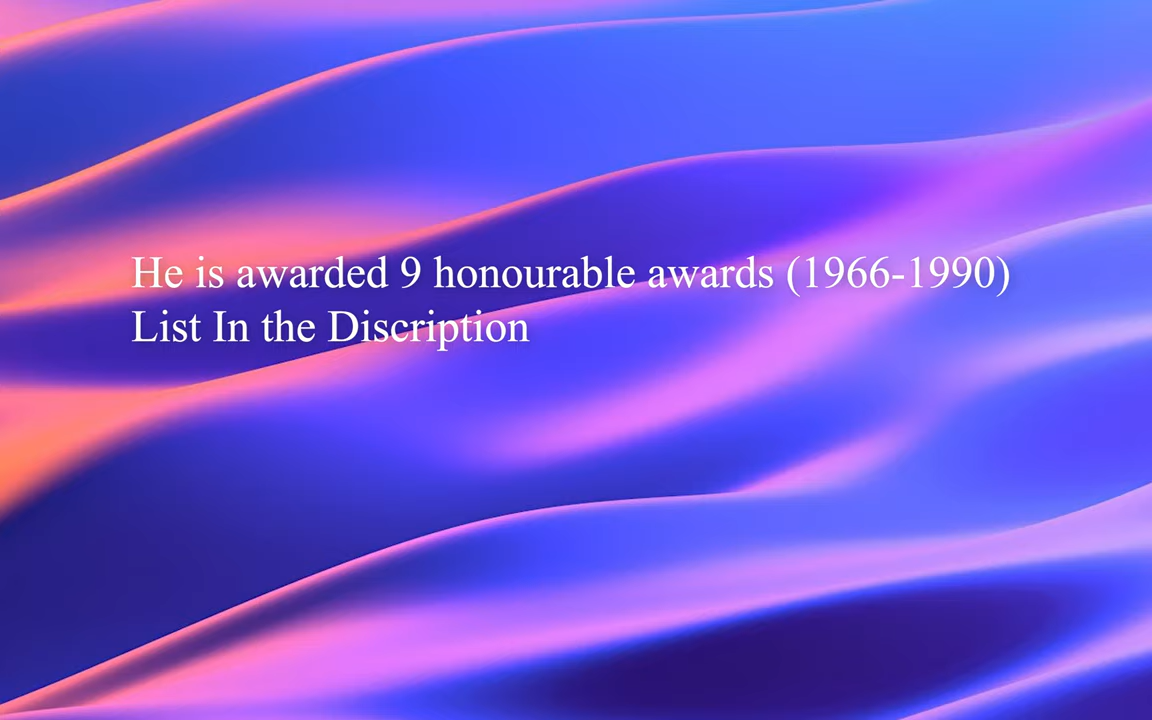 He is awarded 9 honourable awards (1966-1990)
List In the Discription